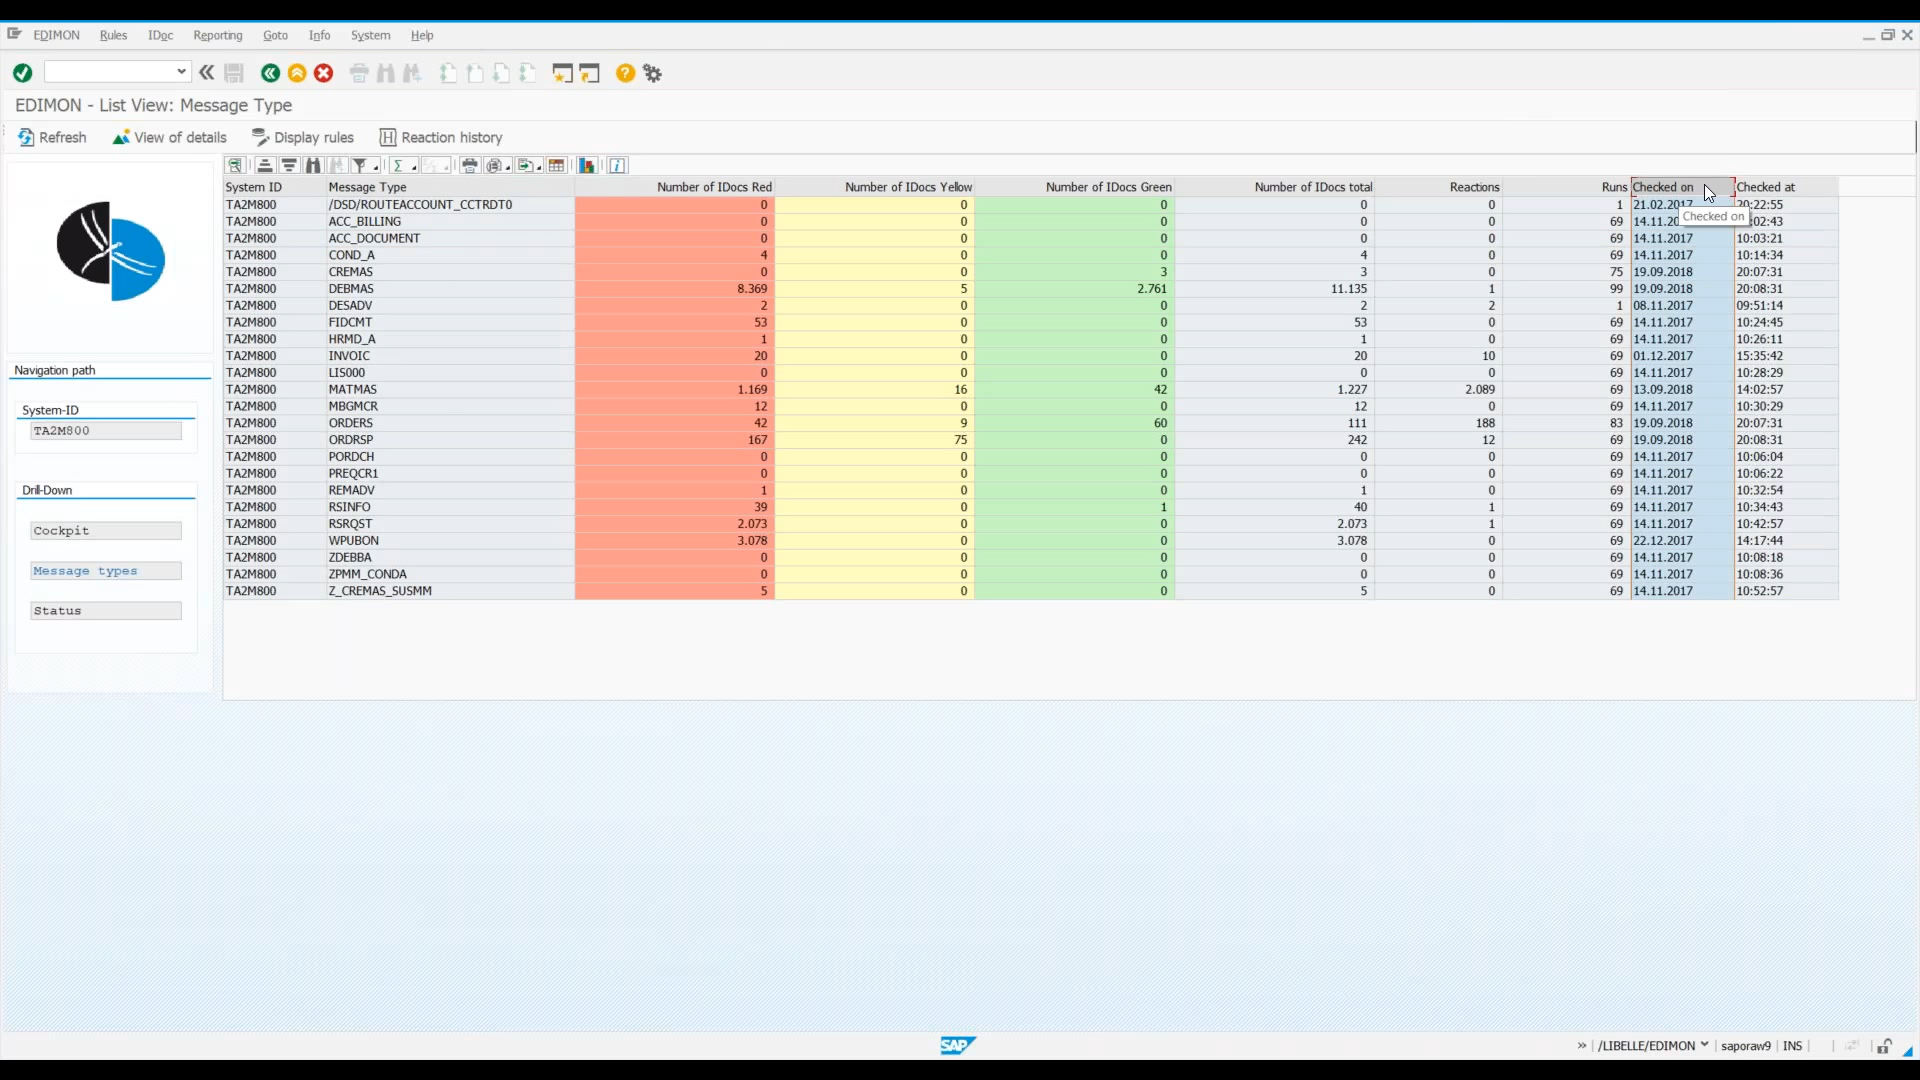 EDIMON Rules IDoc Reporting Goto Info System Help
EDIMON - List View: Message Type
Refresh View of details Display rules Reaction history
System ID Message Type Number of IDocs Red Number of IDocs Yellow Number of IDocs Green Number of IDocs total Reactions Runs Checked on Checked at
TA2M800 /DSD/ROUTEACCOUNT_CCTRDT0 0 0 0 0 0 1 21.02.2017 20:22:55
Checked on
TA2M800 ACC_BILLING 0 0 0 0 0 69 14.11.20 :02:43
TA2M800 ACC_DOCUMENT 0 0 0 0 0 69 14.11.2017 10:03:21
TA2M800 COND_A 4 0 0 4 0 69 14.11.2017 10:14:34
TA2M800 CREMAS 0 0 3 3 0 75 19.09.2018 20:07:31
TA2M800 DEBMAS 8.369 5 2.761 11.135 1 99 19.09.2018 20:08:31
TA2M800 DESADV 2 0 0 2 2 1 08.11.2017 09:51:14
TA2M800 FIDCMT 53 0 0 53 0 69 14.11.2017 10:24:45
TA2M800 HRMD_A 1 0 0 1 0 69 14.11.2017 10:26:11
TA2M800 INVOIC 20 0 0 20 10 69 01.12.2017 15:35:42
TA2M800 LIS000 0 0 0 0 0 69 14.11.2017 10:28:29
TA2M800 MATMAS 1.169 16 42 1.227 2.089 69 13.09.2018 14:02:57
TA2M800 MBGMCR 12 0 0 12 0 69 14.11.2017 10:30:29
TA2M800 ORDERS 42 9 60 111 188 83 19.09.2018 20:07:31
TA2M800 ORDRSP 167 75 0 242 12 69 19.09.2018 20:08:31
TA2M800 PORDCH 0 0 0 0 0 69 14.11.2017 10:06:04
TA2M800 PREQCR1 0 0 0 0 0 69 14.11.2017 10:06:22
TA2M800 REMADV 1 0 0 1 0 69 14.11.2017 10:32:54
TA2M800 RSINFO 39 0 1 40 1 69 14.11.2017 10:34:43
TA2M800 RSRQST 2.073 0 0 2.073 1 69 14.11.2017 10:42:57
TA2M800 WPUBON 3.078 0 0 3.078 0 69 22.12.2017 14:17:44
TA2M800 ZDEBBA 0 0 0 0 0 69 14.11.2017 10:08:18
TA2M800 ZPMM_CONDA 0 0 0 0 0 69 14.11.2017 10:08:36
TA2M800 Z_CREMAS_SUSMM 5 0 0 5 0 69 14.11.2017 10:52:57
Navigation path
System-ID
TA2M800
Drill-Down
Cockpit
Message types
Status
SAP
» /LIBELLE/EDIMON saporaw9 INS